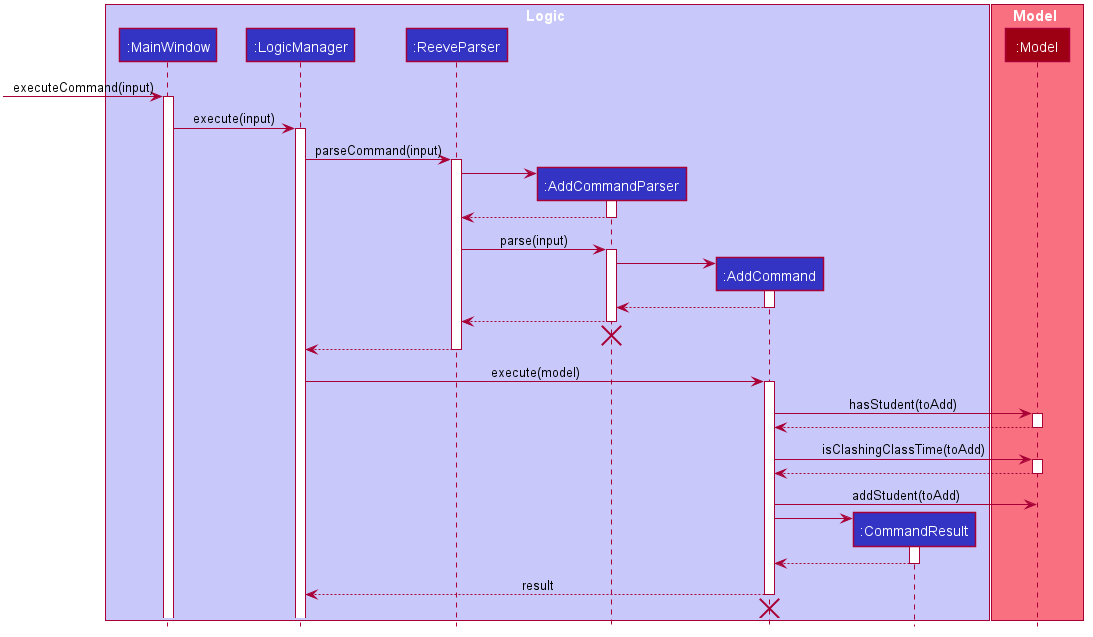 Logic
Model
:MainWindow
:LogicManager
:ReeveParser
:Model
executeCommand(input)
execute(input)
parseCommand(input)
:AddCommandParser
parse(input)
:AddCommand
execute(model)
hasStudent(toAdd)
isClashingClassTime(toAdd)
addStudent(toAdd)
:CommandResult
result